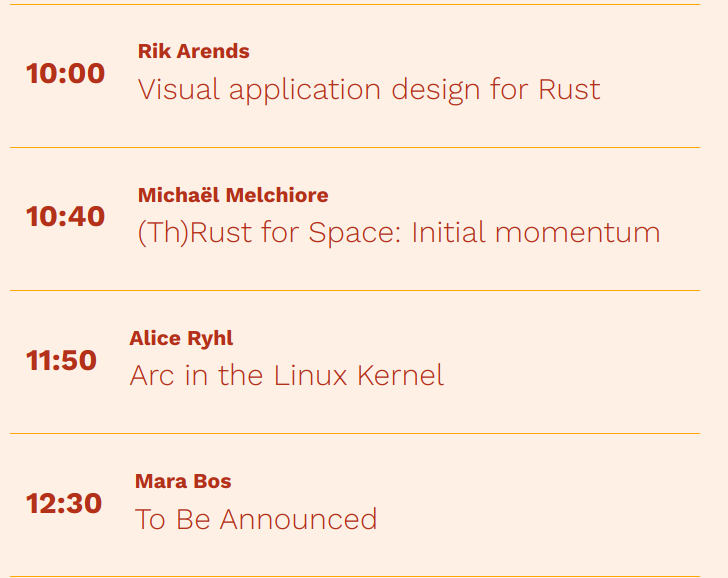 10:00
Rik Arends
Visual application design for Rust
10:40
Michaël Melchiore
(Th)Rust for Space: Initial momentum
11:50
Alice Ryhl
Arc in the Linux Kernel
12:30
Mara Bos
To Be Announced